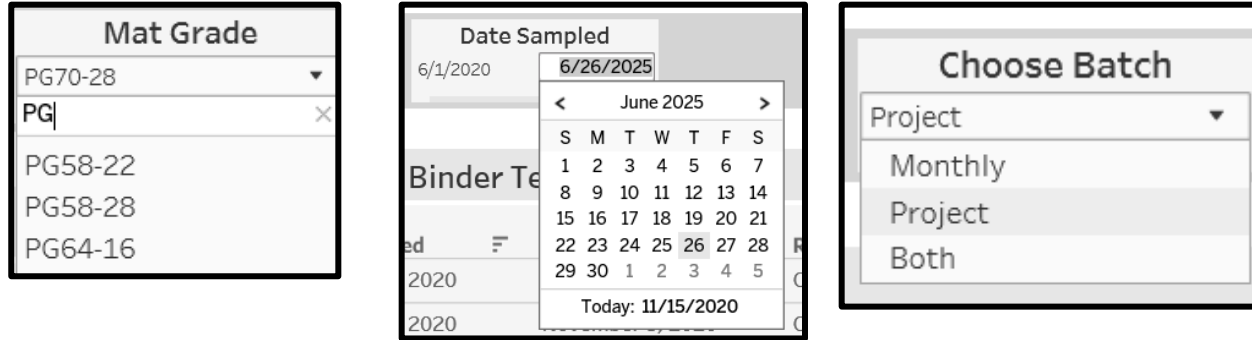 Mat Grade
PG70-28
PG
PG58-22
PG58-28
PG64-16
Date Sampled
6/1/2020 6/26/2025
< June 2025 >
S M T W T F S
1 2 3 4 5 6 7
8 9 10 11 12 13 14
15 16 17 18 19 20 21
22 23 24 25 26 27 28
29 30 1 2 3 4 5
Today: 11/15/2020
Binder Te
ed
2020
2020
Choose Batch
Project
Monthly
Project
Both